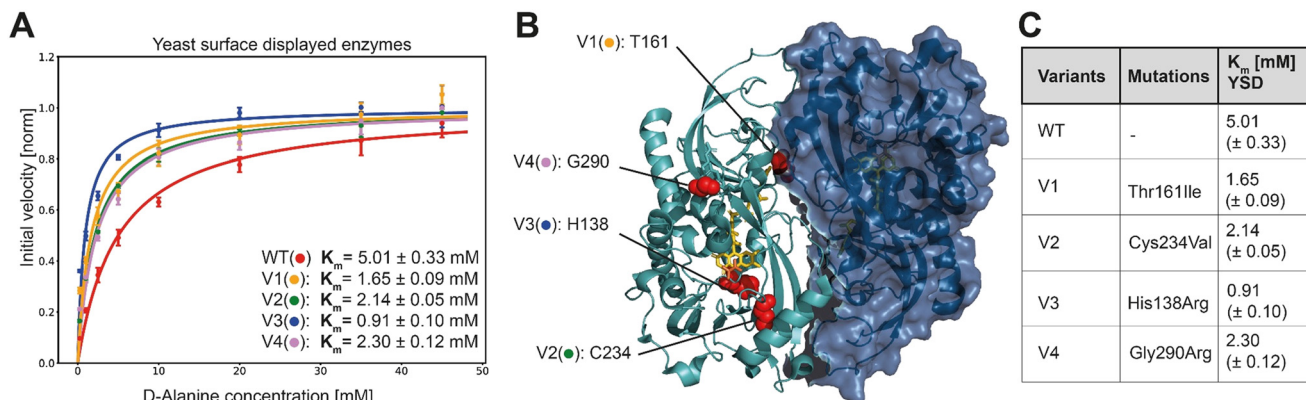 A
Yeast surface displayed enzymes
1.2
1.0
0.8
0.6
0.4
0.2
0.0
Initial velocity [norm]
WT(●) Km= 5.01 ± 0.33 mM
V1(●): Km= 1.65 ± 0.09 mM
V2(●): Km= 2.14 ± 0.05 mM
V3(●): Km= 0.91 ± 0.10 mM
V4(●): Km= 2.30 ± 0.12 mM
0 10 20 30 40 50
D-Alanine concentration [mM]
B
V1(●): T161
V4(●): G290
V3(●): H138
V2(●): C234
C
Variants Mutations Km [mM] YSD
WT - 5.01 (± 0.33)
V1 Thr161Ile 1.65 (± 0.09)
V2 Cys234Val 2.14 (± 0.05)
V3 His138Arg 0.91 (± 0.10)
V4 Gly290Arg 2.30 (± 0.12)